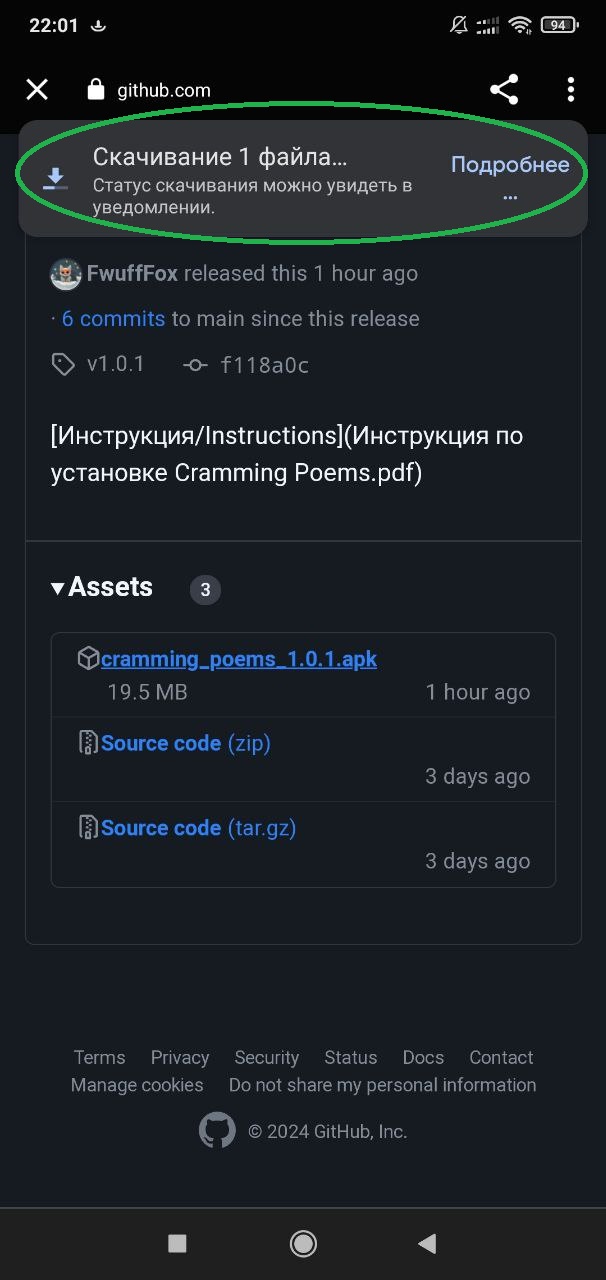 22:01
94
github.com
Скачивание 1 файла…
Статус скачивания можно увидеть в
уведомлении.
Подробнее
...
FwuffFox released this 1 hour ago
· 6 commits to main since this release
v1.0.1 f118a0c
[Инструкция/Instructions](Инструкция по
установке Cramming Poems.pdf)
Assets 3
cramming_poems_1.0.1.apk
19.5 MB 1 hour ago
Source code (zip)
3 days ago
Source code (tar.gz)
3 days ago
Terms Privacy Security Status Docs Contact
Manage cookies Do not share my personal information
© 2024 GitHub, Inc.